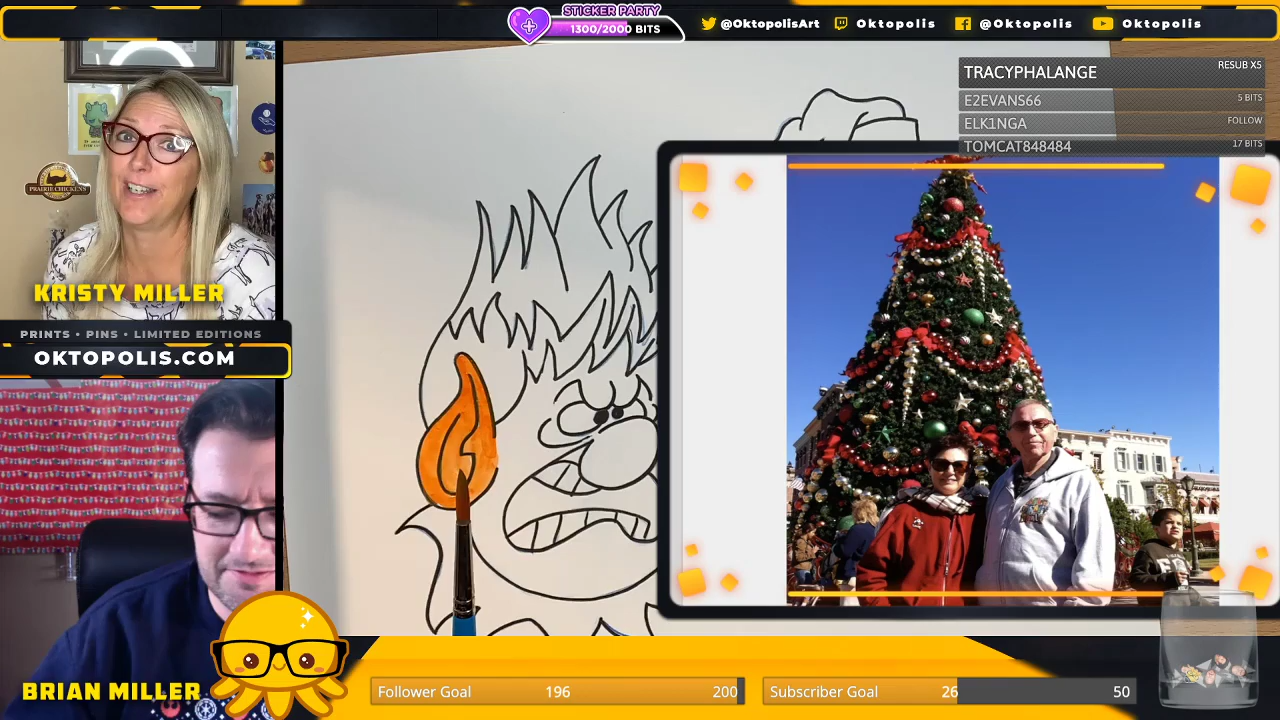 STICKER PARTY
1300/2000 BITS
@OktopolisArt
Oktopolis
@Oktopolis
Oktopolis
TRACYPHALANGE RESUB X5
E2EVANS66 5 BITS
ELK1NGA FOLLOW
TOMCAT848484 17 BITS
PRAIRIE CHICKENS
KRISTY MILLER
PRINTS • PINS • LIMITED EDITIONS
OKTOPOLIS.COM
BRIAN MILLER
Follower Goal 196 200
Subscriber Goal 26 50